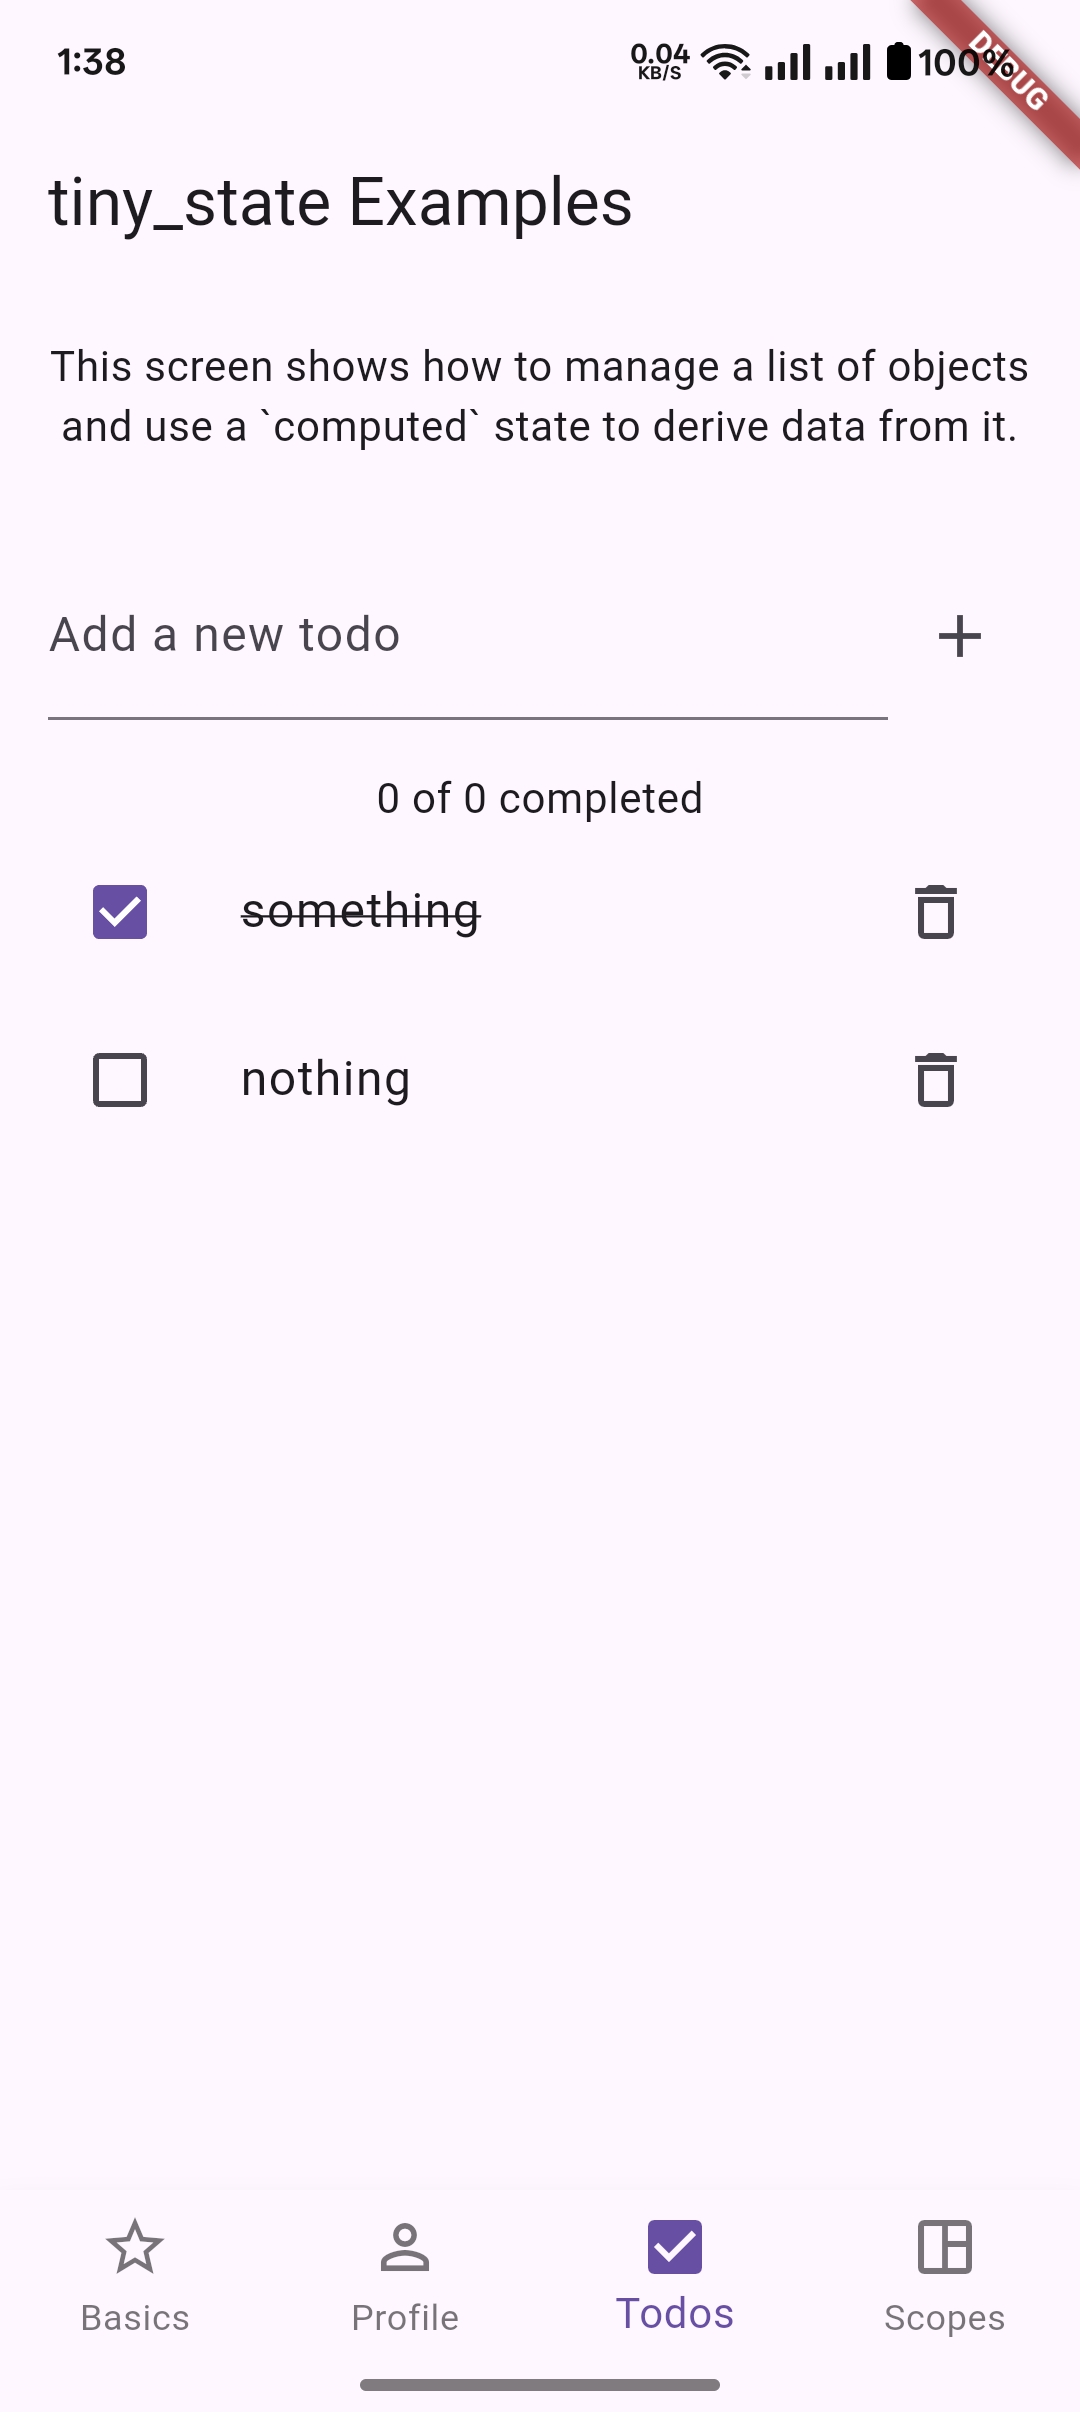 1:38
0.04
KB/S
100%
DEBUG
tiny_state Examples
This screen shows how to manage a list of objects
and use a `computed` state to derive data from it.
Add a new todo
0 of 0 completed
something
nothing
Basics
Profile
Todos
Scopes